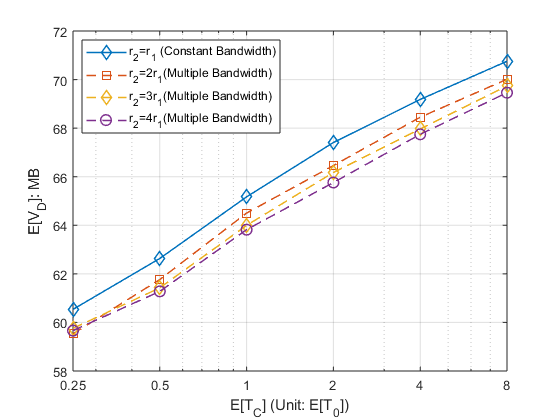 72
70
68
66
64
62
60
58
E[V_D]: MB
r_2=r_1 (Constant Bandwidth)
r_2=2r_1(Multiple Bandwidth)
r_2=3r_1(Multiple Bandwidth)
r_2=4r_1(Multiple Bandwidth)
0.25 0.5 1 2 4 8
E[T_C] (Unit: E[T_0])